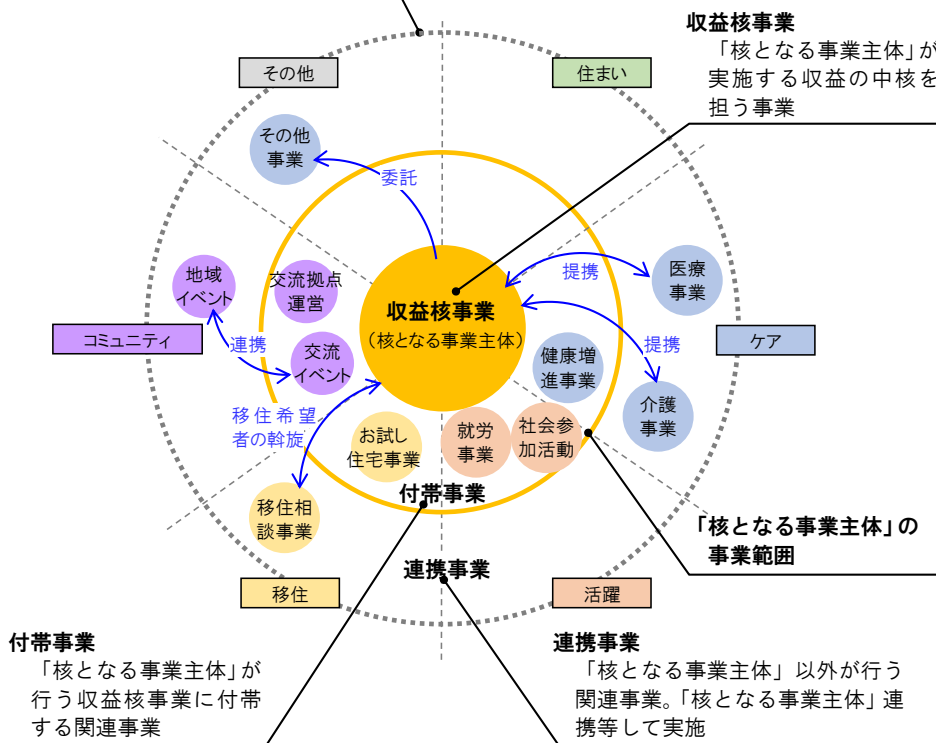 収益核事業
「核となる事業主体」が
実施する収益の中核を
担う事業
その他
住まい
その他
事業
委託
地域
イベント
交流拠点
運営
提携
医療
事業
収益核事業
（核となる事業主体）
コミュニティ
連携
交流
イベント
健康増
進事業
提携
ケア
介護
事業
移住希望
者の斡旋
お試し
住宅事業
就労
事業
社会参
加活動
付帯事業
移住相
談事業
「核となる事業主体」の
事業範囲
連携事業
移住
活躍
付帯事業
「核となる事業主体」が
行う収益核事業に付帯
する関連事業
連携事業
「核となる事業主体」以外が行う
関連事業。「核となる事業主体」連
携等して実施